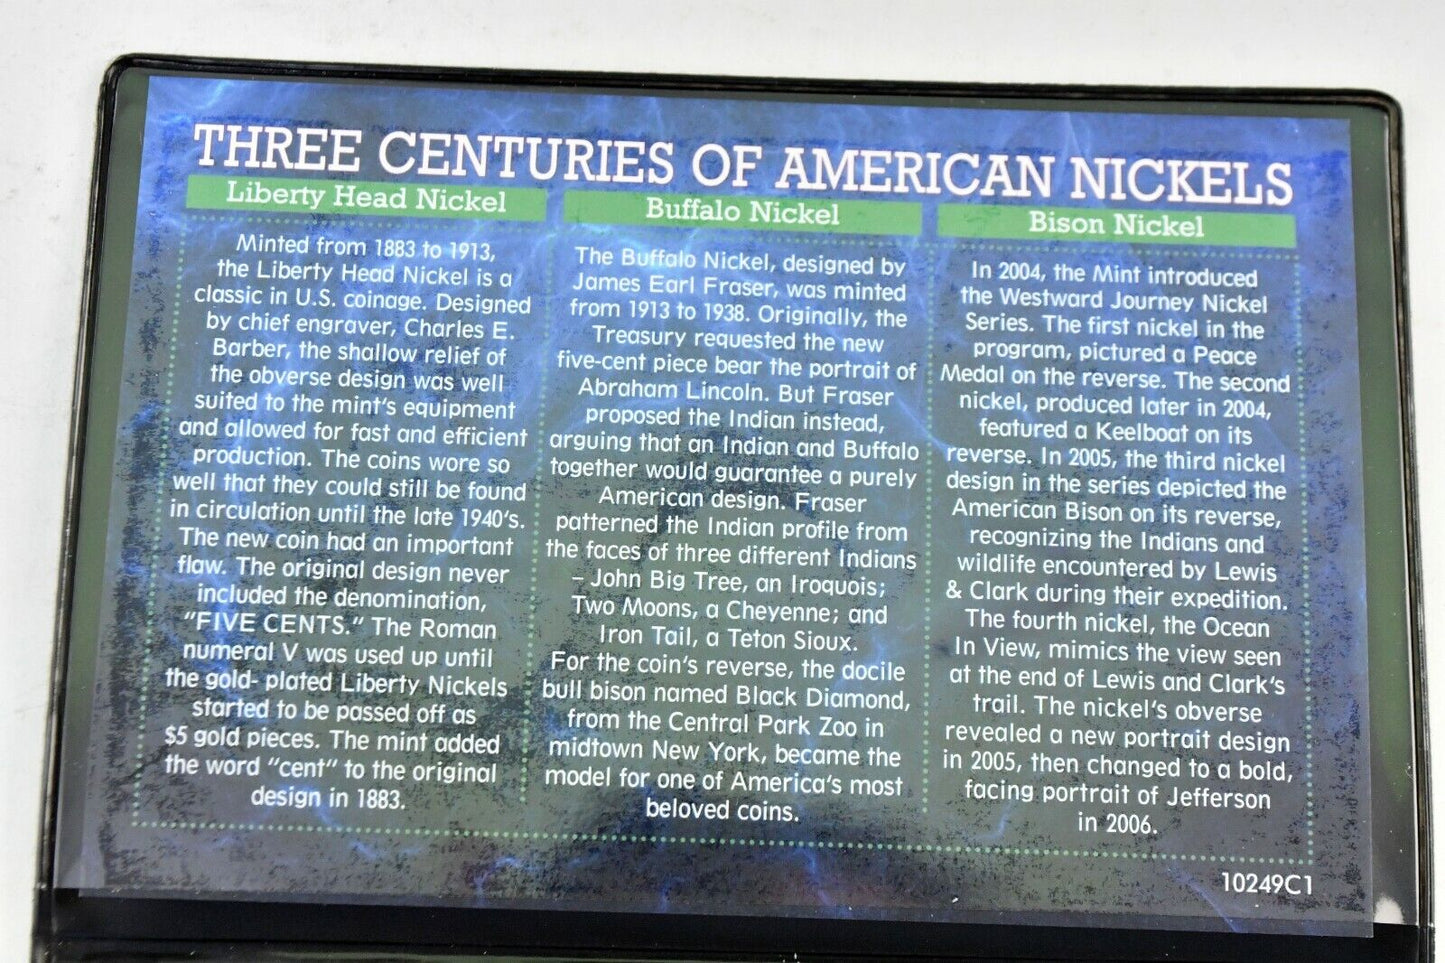 THREE CENTURIES OF AMERICAN NICKELS
Liberty Head Nickel
Minted from 1883 to 1913,
the Liberty Head Nickel is a
classic in U.S. coinage. Designed
by chief engraver, Charles E.
Barber, the shallow relief of
the obverse design was well
suited to the mint's equipment
and allowed for fast and efficient
production. The coins wore so
well that they could still be found
in circulation until the late 1940's.
The new coin had an important
flaw. The original design never
included the denomination,
"FIVE CENTS." The Roman
numeral V was used up until
the gold- plated Liberty Nickels
started to be passed off as
$5 gold pieces. The mint added
the word "cent" to the original
design in 1883.
Buffalo Nickel
The Buffalo Nickel, designed by
James Earl Fraser, was minted
from 1913 to 1938. Originally, the
Treasury requested the new
five-cent piece bear the portrait of
Abraham Lincoln. But Fraser
proposed the Indian instead,
arguing that an Indian and Buffalo
together would guarantee a purely
American design. Fraser
patterned the Indian profile from
the faces of three different Indians
– John Big Tree, an Iroquois;
Two Moons, a Cheyenne; and
Iron Tail, a Teton Sioux.
For the coin's reverse, the docile
bull bison named Black Diamond,
from the Central Park Zoo in
midtown New York, became the
model for one of America's most
beloved coins.
Bison Nickel
In 2004, the Mint introduced
the Westward Journey Nickel
Series. The first nickel in the
program, pictured a Peace
Medal on the reverse. The second
nickel, produced later in 2004,
featured a Keelboat on its
reverse. In 2005, the third nickel
design in the series depicted the
American Bison on its reverse,
recognizing the Indians and
wildlife encountered by Lewis
& Clark during their expedition.
The fourth nickel, the Ocean
In View, mimics the view seen
at the end of Lewis and Clark's
trail. The nickel's obverse
revealed a new portrait design
in 2005, then changed to a bold,
facing portrait of Jefferson
in 2006.
10249C1